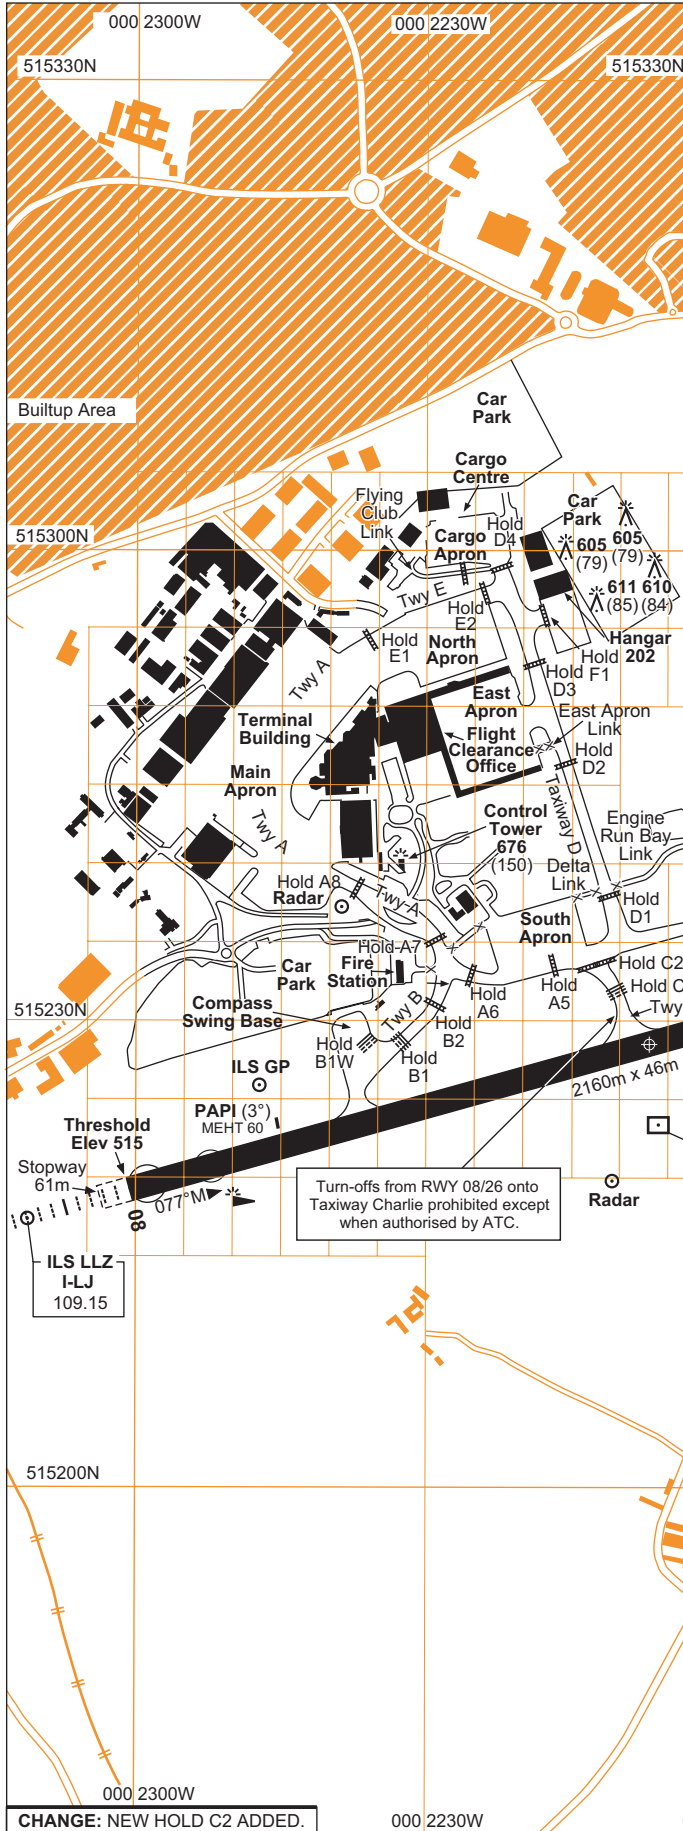 000 2300W
000 2230W
515330N
515330N
Builtup Area
Car
Park
Cargo
Centre
Flying
Club
Link
Hold
D4
Car
Park
605
(79)
605
(79)
515300N
Cargo
Apron
611
(85)
610
(84)
Twy E
Hold
E2
Hold
E1
North
Apron
Hold
F1
Hangar
202
Twy A
Hold
D3
East
Apron
East Apron
Link
Terminal
Building
Flight
Clearance
Office
Hold
D2
Main
Apron
Taxiway D
Twy A
Control
Tower
676
(150)
Engine
Run Bay
Link
Delta
Link
Hold A8
Radar
Twy A
Hold
D1
South
Apron
Hold A7
Car
Park
Fire
Station
Hold C2
Hold
A6
Hold
A5
Hold C
Twy
Compass
Swing Base
515230N
Twy B
Hold
B2
Hold
B1W
Hold
B1
ILS GP
2160m x 46m
PAPI (3°)
MEHT 60
Threshold
Elev 515
Stopway
61m
077°M
08
Turn-offs from RWY 08/26 onto
Taxiway Charlie prohibited except
when authorised by ATC.
Radar
ILS LLZ
I-LJ
109.15
515200N
000 2300W
000 2230W
CHANGE: NEW HOLD C2 ADDED.